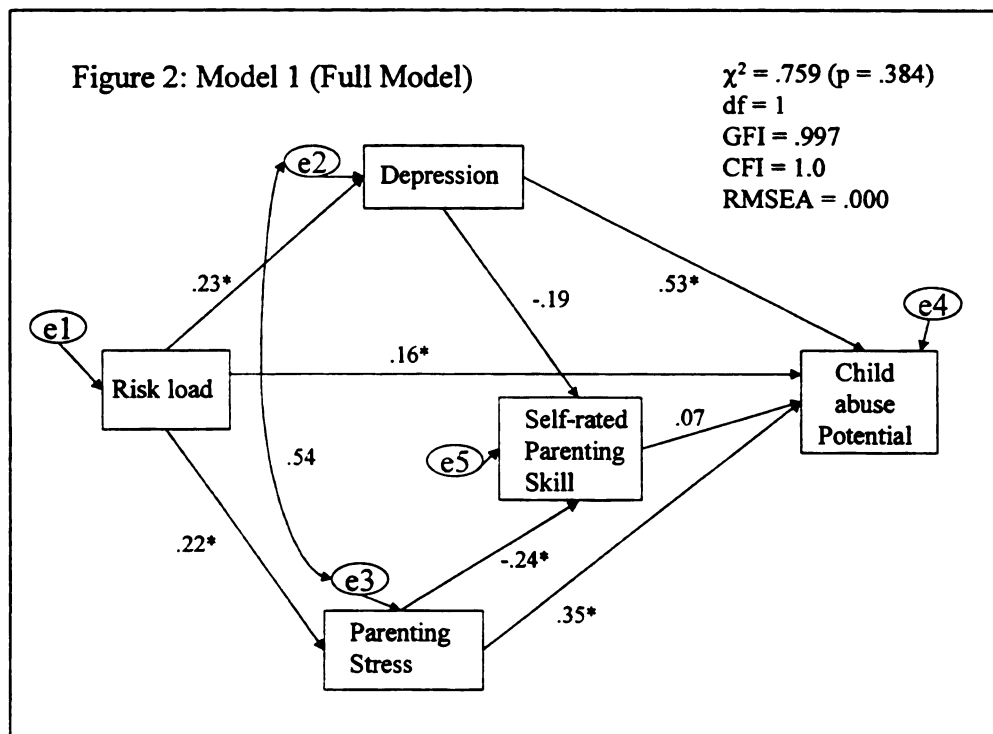 Figure 2: Model 1 (Full Model)
χ² = .759 (p = .384)
df = 1
GFI = .997
CFI = 1.0
RMSEA = .000
e2
Depression
.23*
-.19
.53*
e1
e4
Risk load
.16*
Child
abuse
Potential
Self-rated
Parenting
Skill
.07
e5
.54
.22*
-.24*
e3
.35*
Parenting
Stress